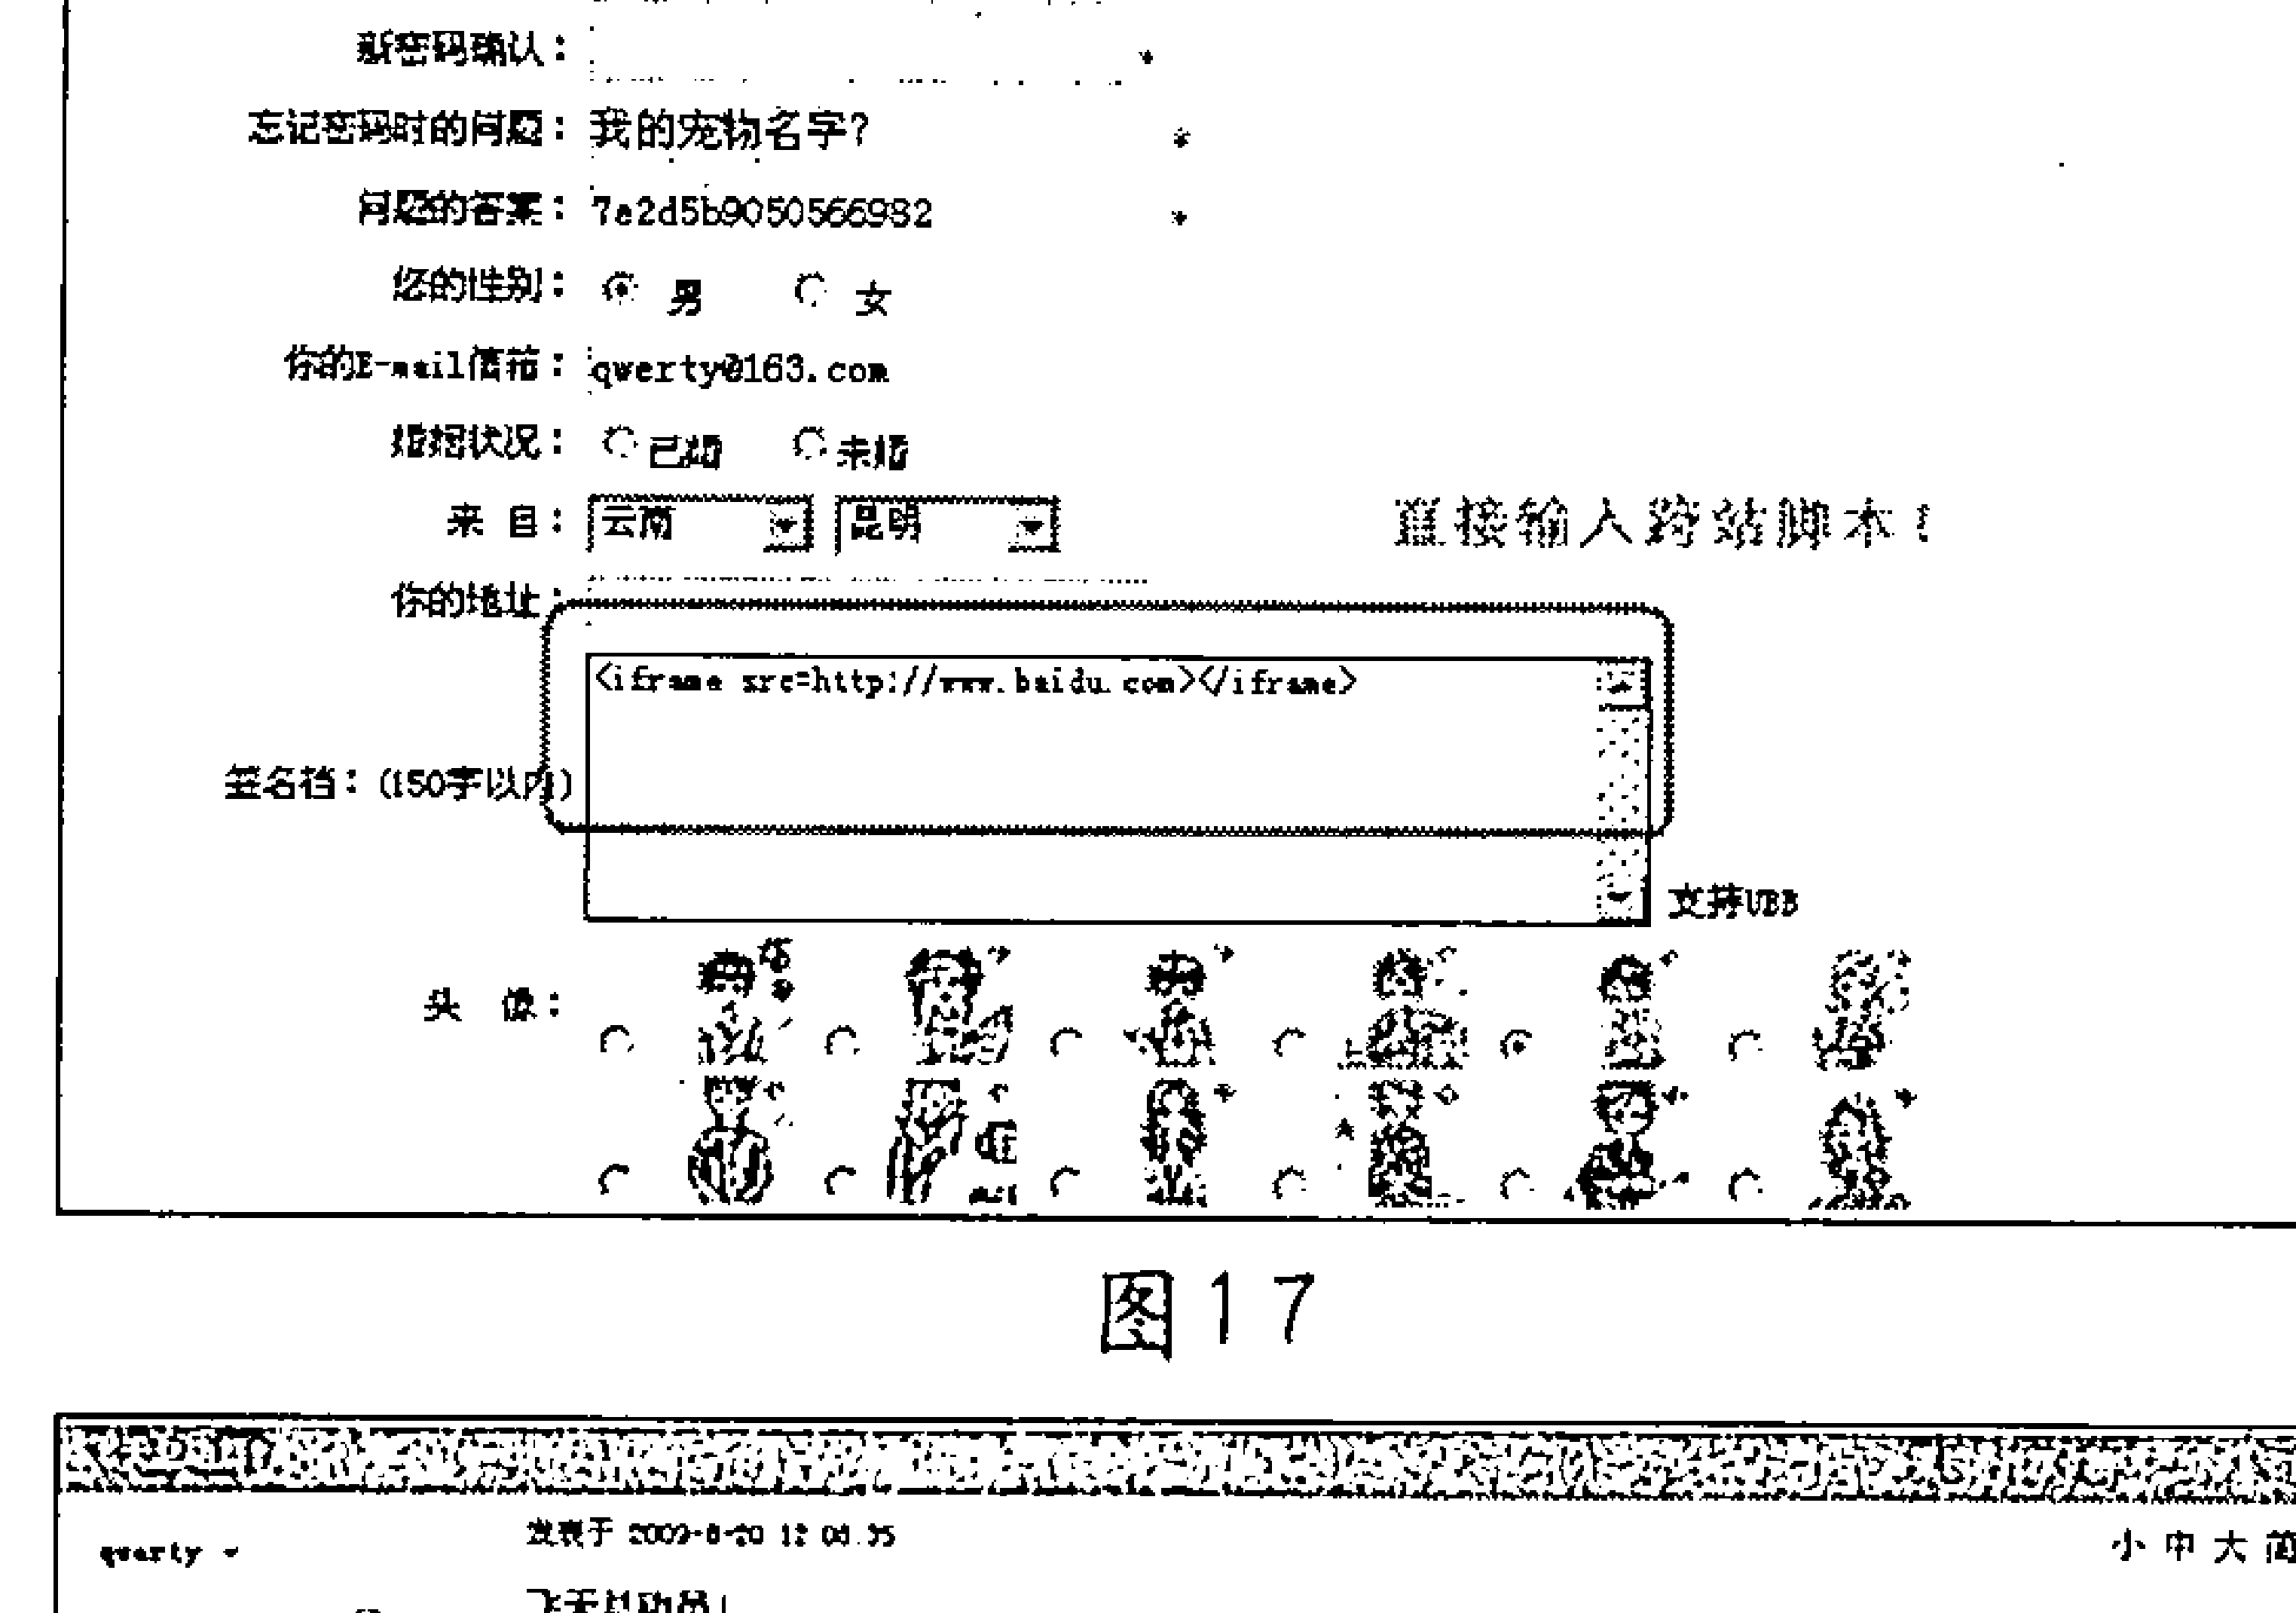 新密码确认： *
忘记密码时的问题： 我的宠物名字? *
问题的答案： 7a2d5b9050566982 *
您的性别： 男 女
你的E-mail信箱： qwerty@163.com
婚姻状况： 已婚 未婚
来 自： 云南 昆明
直接输入跨站脚本！
你的地址：
<iframe src=http://www.baidu.com></iframe>
签名档：(150字以内)
支持UBB
头 像：
图17
qwerty
发表于
小 中 大